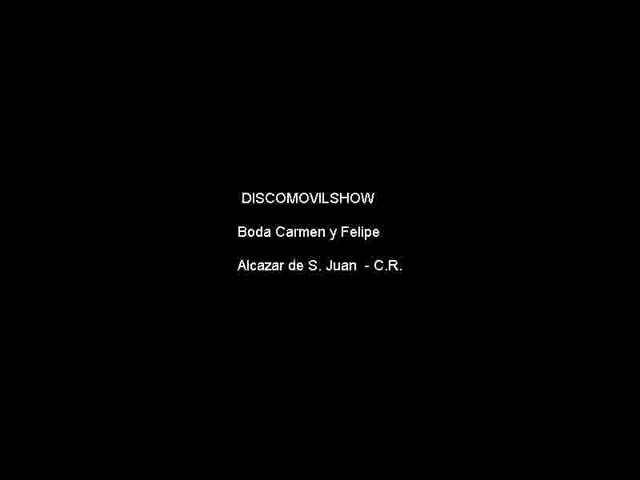 DISCOMOVILSHOW
Boda Carmen y Felipe
Alcazar de S. Juan - C.R.